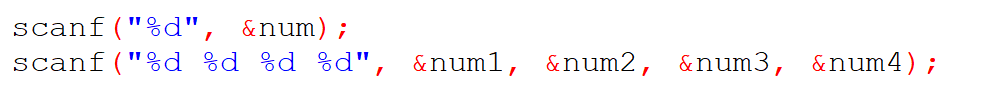 scanf("%d", &num);
scanf("%d %d %d %d", &num1, &num2, &num3, &num4);